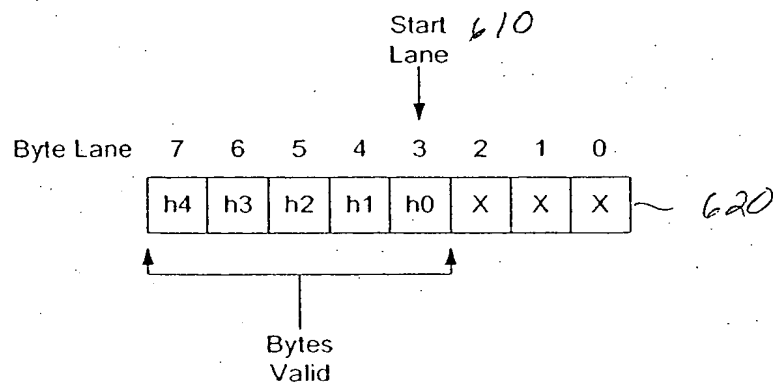 Start 610
Lane
Byte Lane 7 6 5 4 3 2 1 0
h4 h3 h2 h1 h0 X X X 620
Bytes
Valid